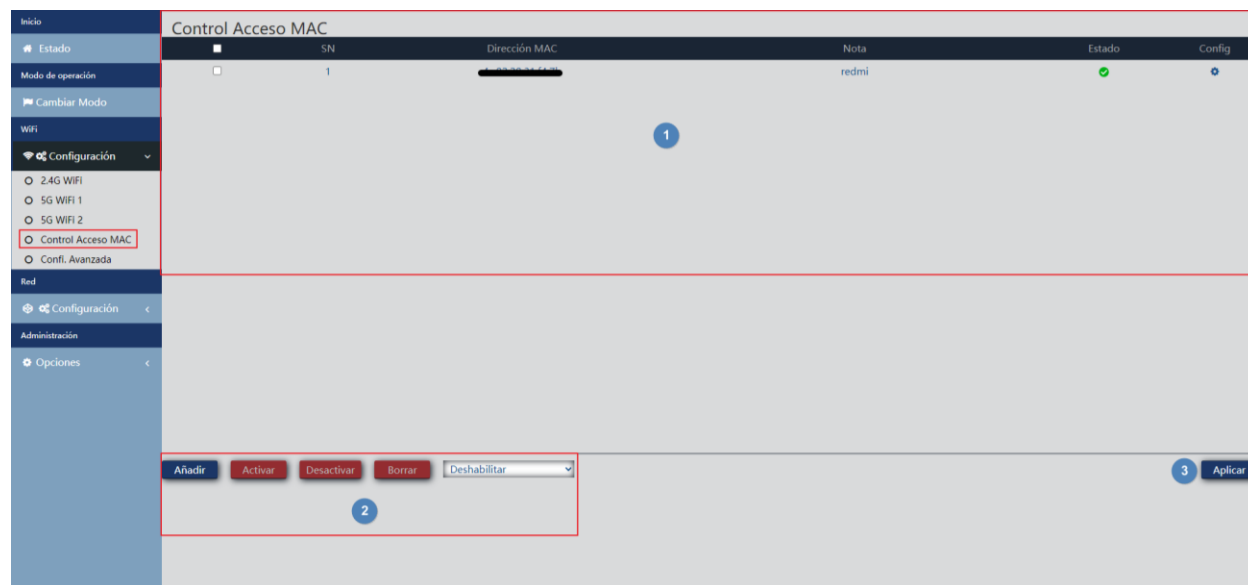 Inicio
Estado
Modo de operación
Cambiar Modo
WiFi
Configuración
2.4G WiFi
5G WiFi 1
5G WiFi 2
Control Acceso MAC
Confi. Avanzada
Red
Configuración
Administración
Opciones
Control Acceso MAC
SN Dirección MAC Nota Estado Config
1 redmi
1
Añadir Activar Desactivar Borrar Deshabilitar 3 Aplicar
2